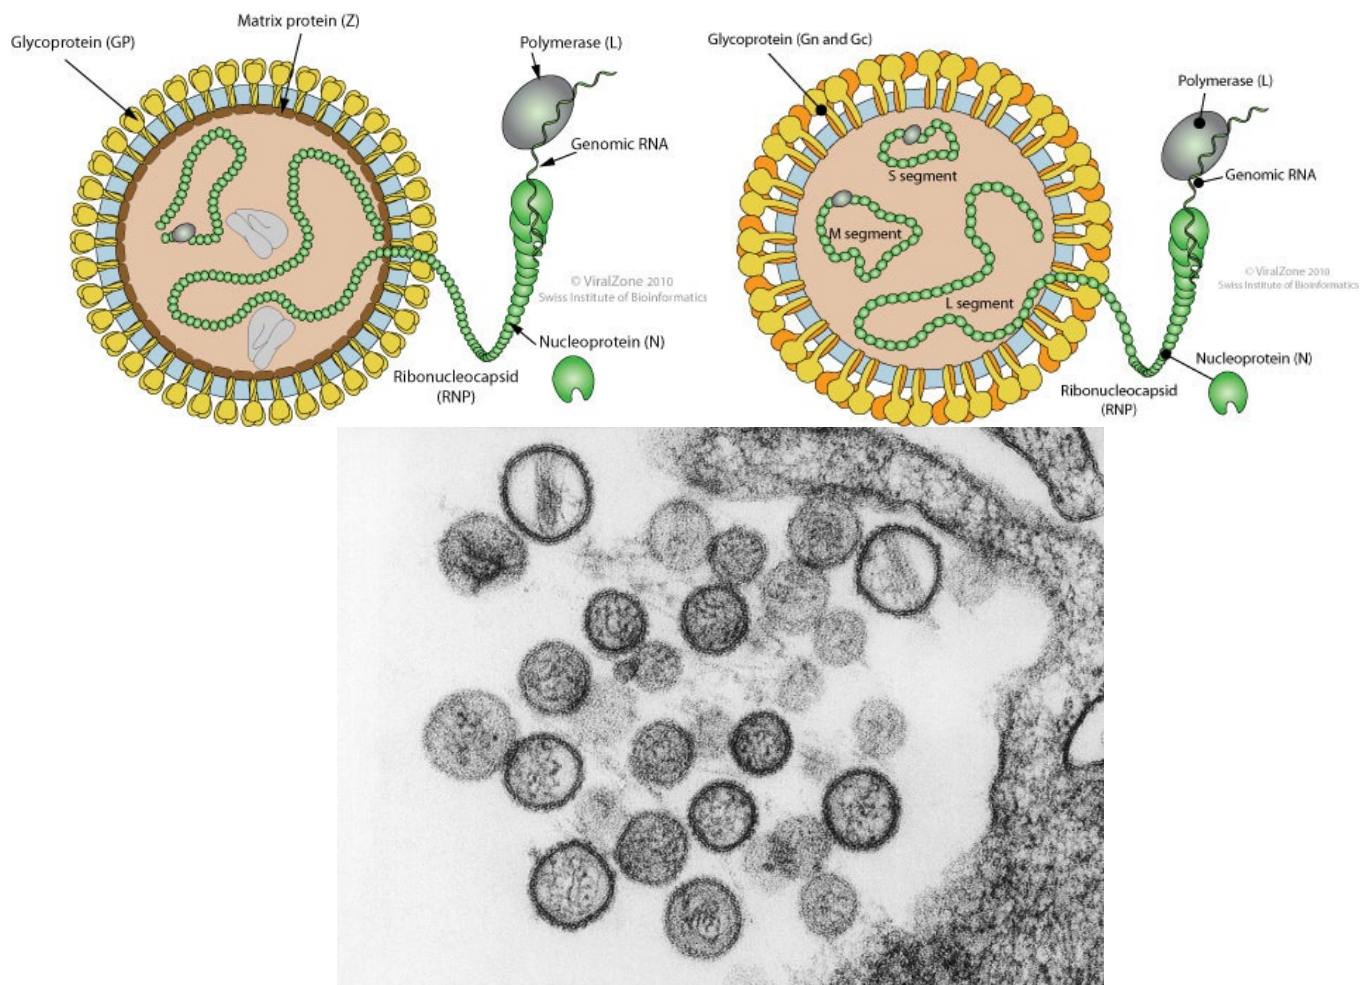 Matrix protein (Z)
Glycoprotein (GP)
Polymerase (L)
Genomic RNA
© ViralZone 2010
Swiss Institute of Bioinformatics
Nucleoprotein (N)
Ribonucleocapsid
(RNP)
Glycoprotein (Gn and Gc)
Polymerase (L)
S segment
Genomic RNA
M segment
© ViralZone 2010
Swiss Institute of Bioinformatics
L segment
Nucleoprotein (N)
Ribonucleocapsid
(RNP)